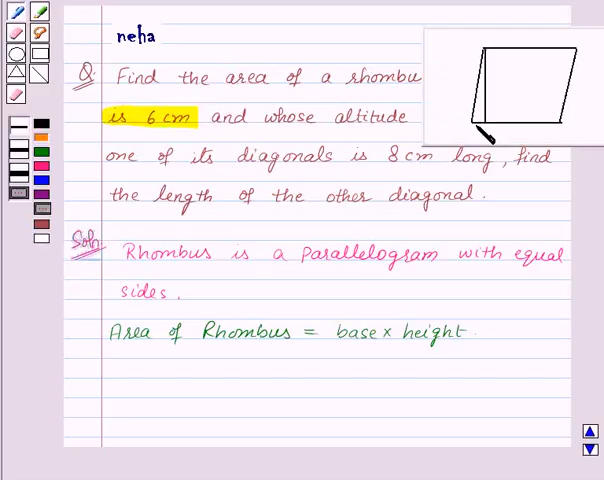 neha
Q. Find the area of a rhombu
is 6 cm and whose altitude
one of its diagonals is 8 cm long, find
the length of the other diagonal.
Soln: Rhombus is a parallelogram with equal
sides.
Area of Rhombus = base × height.